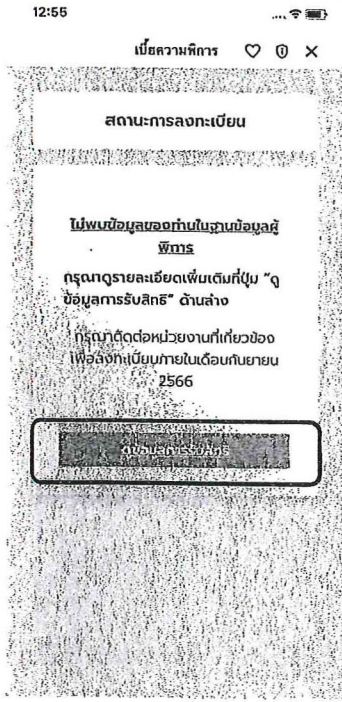 12:55
เบี้ยความพิการ
สถานะการลงทะเบียน
ไม่พบข้อมูลของท่านในฐานข้อมูลผู้
พิการ
กรุณาดูรายละเอียดเพิ่มเติมที่ปุ่ม “ดู
ข้อมูลการรับสิทธิ” ด้านล่าง
กรุณาติดต่อหน่วยงานที่เกี่ยวข้อง
เพื่อลงทะเบียนภายในเดือนกันยายน
2566
ดูข้อมูลการรับสิทธิ